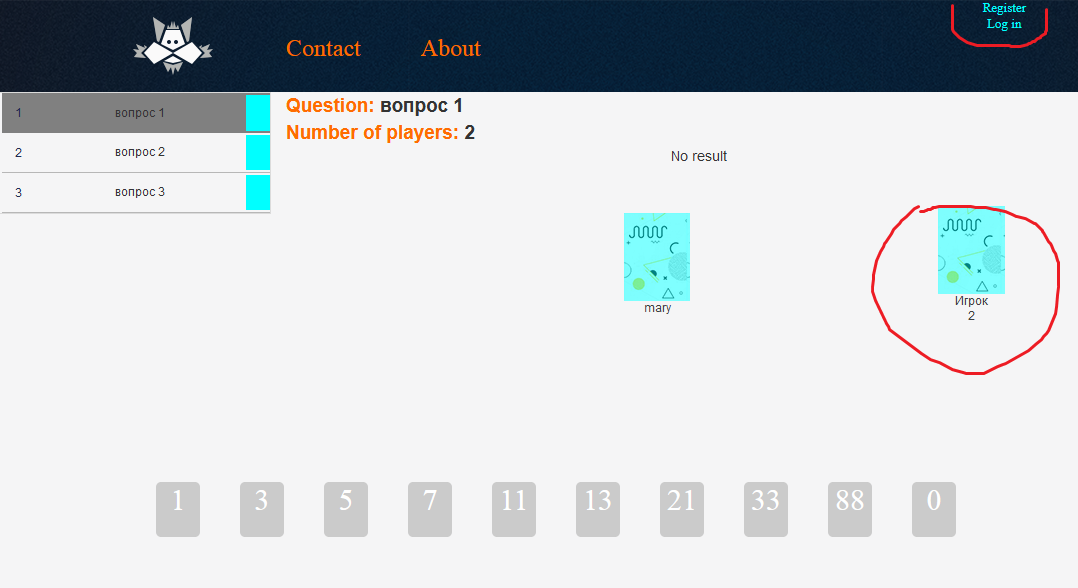 Register
Log in
Contact
About
1 вопрос 1
2 вопрос 2
3 вопрос 3
Question: вопрос 1
Number of players: 2
No result
mary
Игрок
2
1 3 5 7 11 13 21 33 88 0